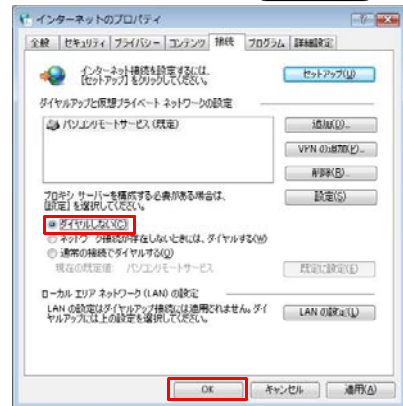 インターネットのプロパティ
全般 セキュリティ プライバシー コンテンツ 接続 プログラム 詳細設定
インターネット接続を設定するには、
[セットアップ] をクリックしてください。
セットアップ(U)
ダイヤルアップと仮想プライベート ネットワークの設定
パソコンリモートサービス (既定)
追加(D)...
VPN の追加(P)...
削除(R)...
プロキシ サーバーを構成する必要がある場合は、
[設定] を選択してください。
設定(S)
ダイヤルしない(C)
ネットワーク接続が存在しないときには、ダイヤルする(W)
通常の接続でダイヤルする(O)
現在の既定値: パソコンリモートサービス
既定に設定(E)
ローカル エリア ネットワーク (LAN) の設定
LAN の設定はダイヤルアップ接続には適用されません。ダイ
ヤルアップには上の設定を選択してください。
LAN の設定(L)
OK キャンセル 適用(A)